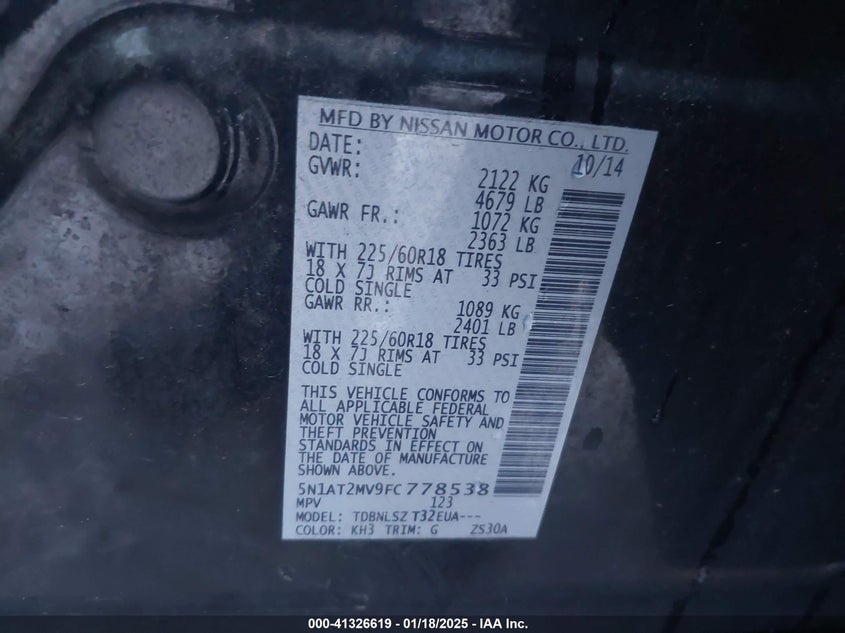 MFD BY NISSAN MOTOR CO., LTD.
DATE: 10/14
GVWR: 2122 KG
4679 LB
GAWR FR.: 1072 KG
2363 LB
WITH 225/60R18 TIRES
18 X 7J RIMS AT 33 PSI
COLD SINGLE
GAWR RR.: 1089 KG
2401 LB
WITH 225/60R18 TIRES
18 X 7J RIMS AT 33 PSI
COLD SINGLE
THIS VEHICLE CONFORMS TO
ALL APPLICABLE FEDERAL
MOTOR VEHICLE SAFETY AND
THEFT PREVENTION
STANDARDS IN EFFECT ON
THE DATE OF MANUFACTURE
SHOWN ABOVE.
5N1AT2MV9FC778538
MPV 123
MODEL: TDBNLSZ T32EUA---
COLOR: KH3 TRIM: G ZS30A
000-41326619 - 01/18/2025 - IAA Inc.